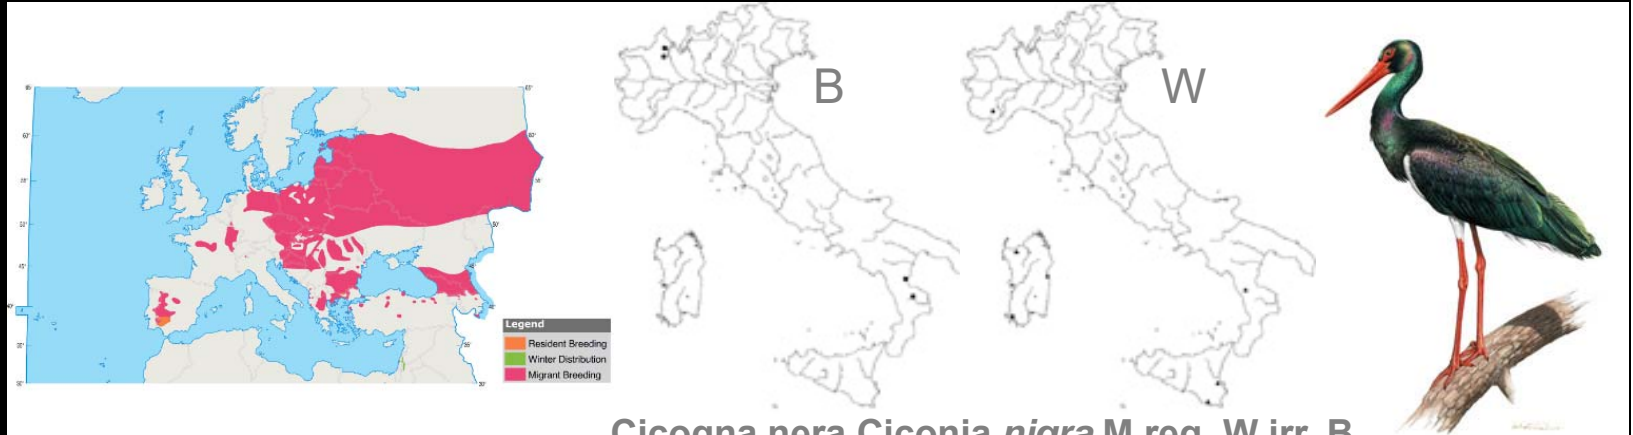 B
W
Legend
Resident Breeding
Winter Distribution
Migrant Breeding
Cicogna nera Ciconia nigra M reg, W irr, B